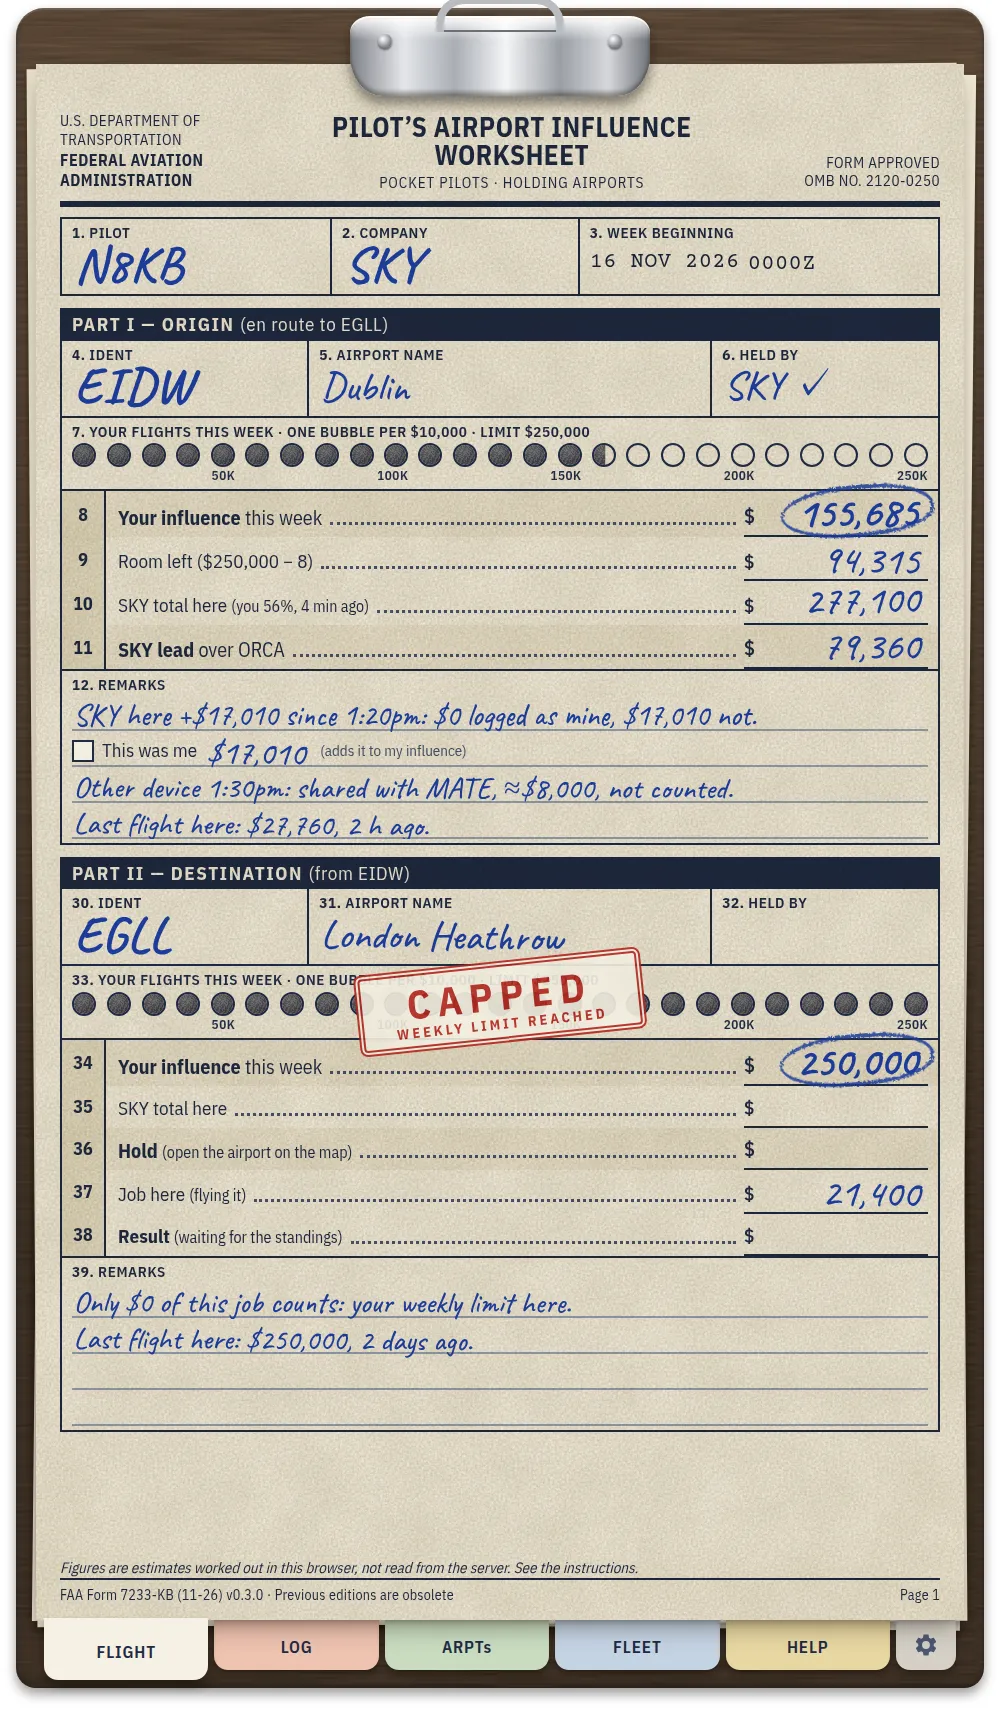 U.S. DEPARTMENT OF
TRANSPORTATION
FEDERAL AVIATION
ADMINISTRATION
PILOT'S AIRPORT INFLUENCE
WORKSHEET
POCKET PILOTS · HOLDING AIRPORTS
FORM APPROVED
OMB NO. 2120-0250
1. PILOT
N8KB
2. COMPANY
SKY
3. WEEK BEGINNING
16 NOV 2026 0000Z
PART I — ORIGIN (en route to EGLL)
4. IDENT
EIDW
5. AIRPORT NAME
Dublin
6. HELD BY
SKY ✓
7. YOUR FLIGHTS THIS WEEK · ONE BUBBLE PER $10,000 · LIMIT $250,000
50K 100K 150K 200K 250K
8 Your influence this week $ 155,685
9 Room left ($250,000 – 8) $ 94,315
10 SKY total here (you 56%, 4 min ago) $ 277,100
11 SKY lead over ORCA $ 79,360
12. REMARKS
SKY here +$17,010 since 1:20pm: $0 logged as mine, $17,010 not.
This was me $17,010 (adds it to my influence)
Other device 1:30pm: shared with MATE, ≈$8,000, not counted.
Last flight here: $27,760, 2 h ago.
PART II — DESTINATION (from EIDW)
30. IDENT
EGLL
31. AIRPORT NAME
London Heathrow
32. HELD BY
33. YOUR FLIGHTS THIS WEEK · ONE BUBBLE PER $10,000 · LIMIT $250,000
CAPPED
WEEKLY LIMIT REACHED
50K 100K 200K 250K
34 Your influence this week $ 250,000
35 SKY total here $
36 Hold (open the airport on the map) $
37 Job here (flying it) $ 21,400
38 Result (waiting for the standings) $
39. REMARKS
Only $0 of this job counts: your weekly limit here.
Last flight here: $250,000, 2 days ago.
Figures are estimates worked out in this browser, not read from the server. See the instructions.
FAA Form 7233-KB (11-26) v0.3.0 · Previous editions are obsolete
Page 1
FLIGHT LOG ARPTs FLEET HELP